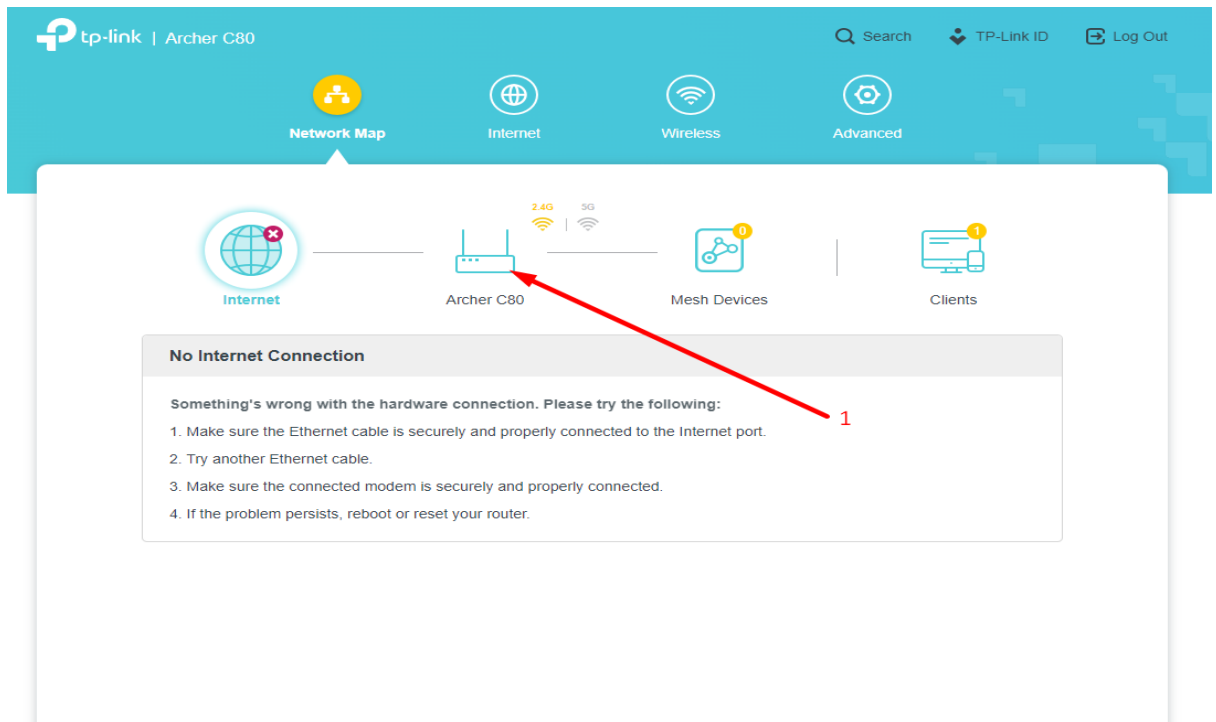 tp-link | Archer C80
Search
TP-Link ID
Log Out
Network Map
Internet
Wireless
Advanced
2.4G
5G
0
1
Internet
Archer C80
Mesh Devices
Clients
No Internet Connection
Something's wrong with the hardware connection. Please try the following:
1
1. Make sure the Ethernet cable is securely and properly connected to the Internet port.
2. Try another Ethernet cable.
3. Make sure the connected modem is securely and properly connected.
4. If the problem persists, reboot or reset your router.